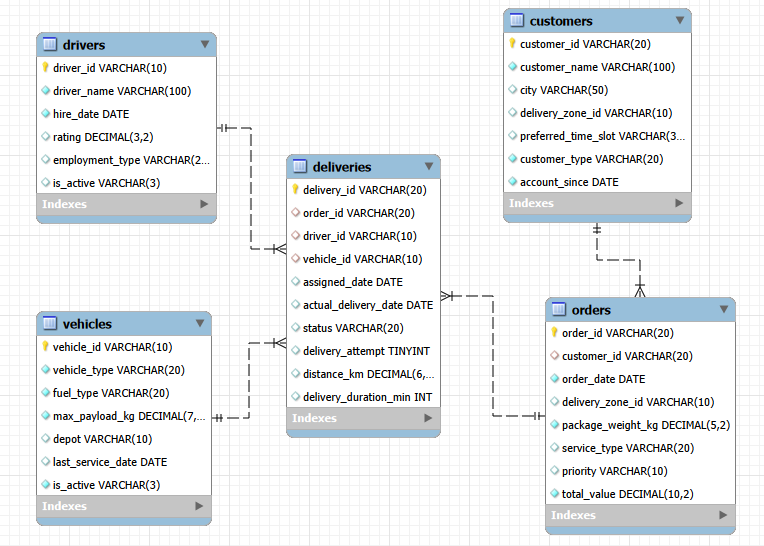 drivers
driver_id VARCHAR(10)
driver_name VARCHAR(100)
hire_date DATE
rating DECIMAL(3,2)
employment_type VARCHAR(2...
is_active VARCHAR(3)
Indexes
vehicles
vehicle_id VARCHAR(10)
vehicle_type VARCHAR(20)
fuel_type VARCHAR(20)
max_payload_kg DECIMAL(7,...
depot VARCHAR(10)
last_service_date DATE
is_active VARCHAR(3)
Indexes
deliveries
delivery_id VARCHAR(20)
order_id VARCHAR(20)
driver_id VARCHAR(10)
vehicle_id VARCHAR(10)
assigned_date DATE
actual_delivery_date DATE
status VARCHAR(20)
delivery_attempt TINYINT
distance_km DECIMAL(6,...
delivery_duration_min INT
Indexes
customers
customer_id VARCHAR(20)
customer_name VARCHAR(100)
city VARCHAR(50)
delivery_zone_id VARCHAR(10)
preferred_time_slot VARCHAR(3...
customer_type VARCHAR(20)
account_since DATE
Indexes
orders
order_id VARCHAR(20)
customer_id VARCHAR(20)
order_date DATE
delivery_zone_id VARCHAR(10)
package_weight_kg DECIMAL(5,2)
service_type VARCHAR(20)
priority VARCHAR(10)
total_value DECIMAL(10,2)
Indexes